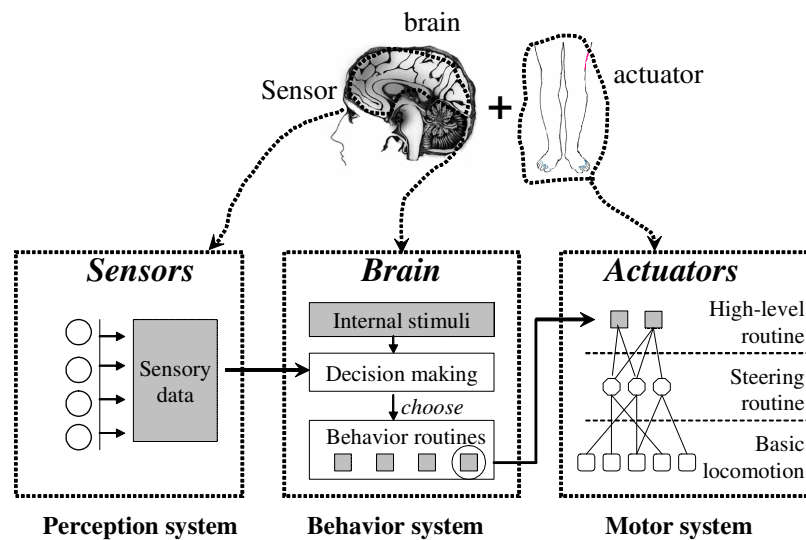 brain
Sensor
+
actuator
Sensors
Brain
Actuators
Sensory
data
Internal stimuli
Decision making
choose
Behavior routines
High-level
routine
Steering
routine
Basic
locomotion
Perception system
Behavior system
Motor system